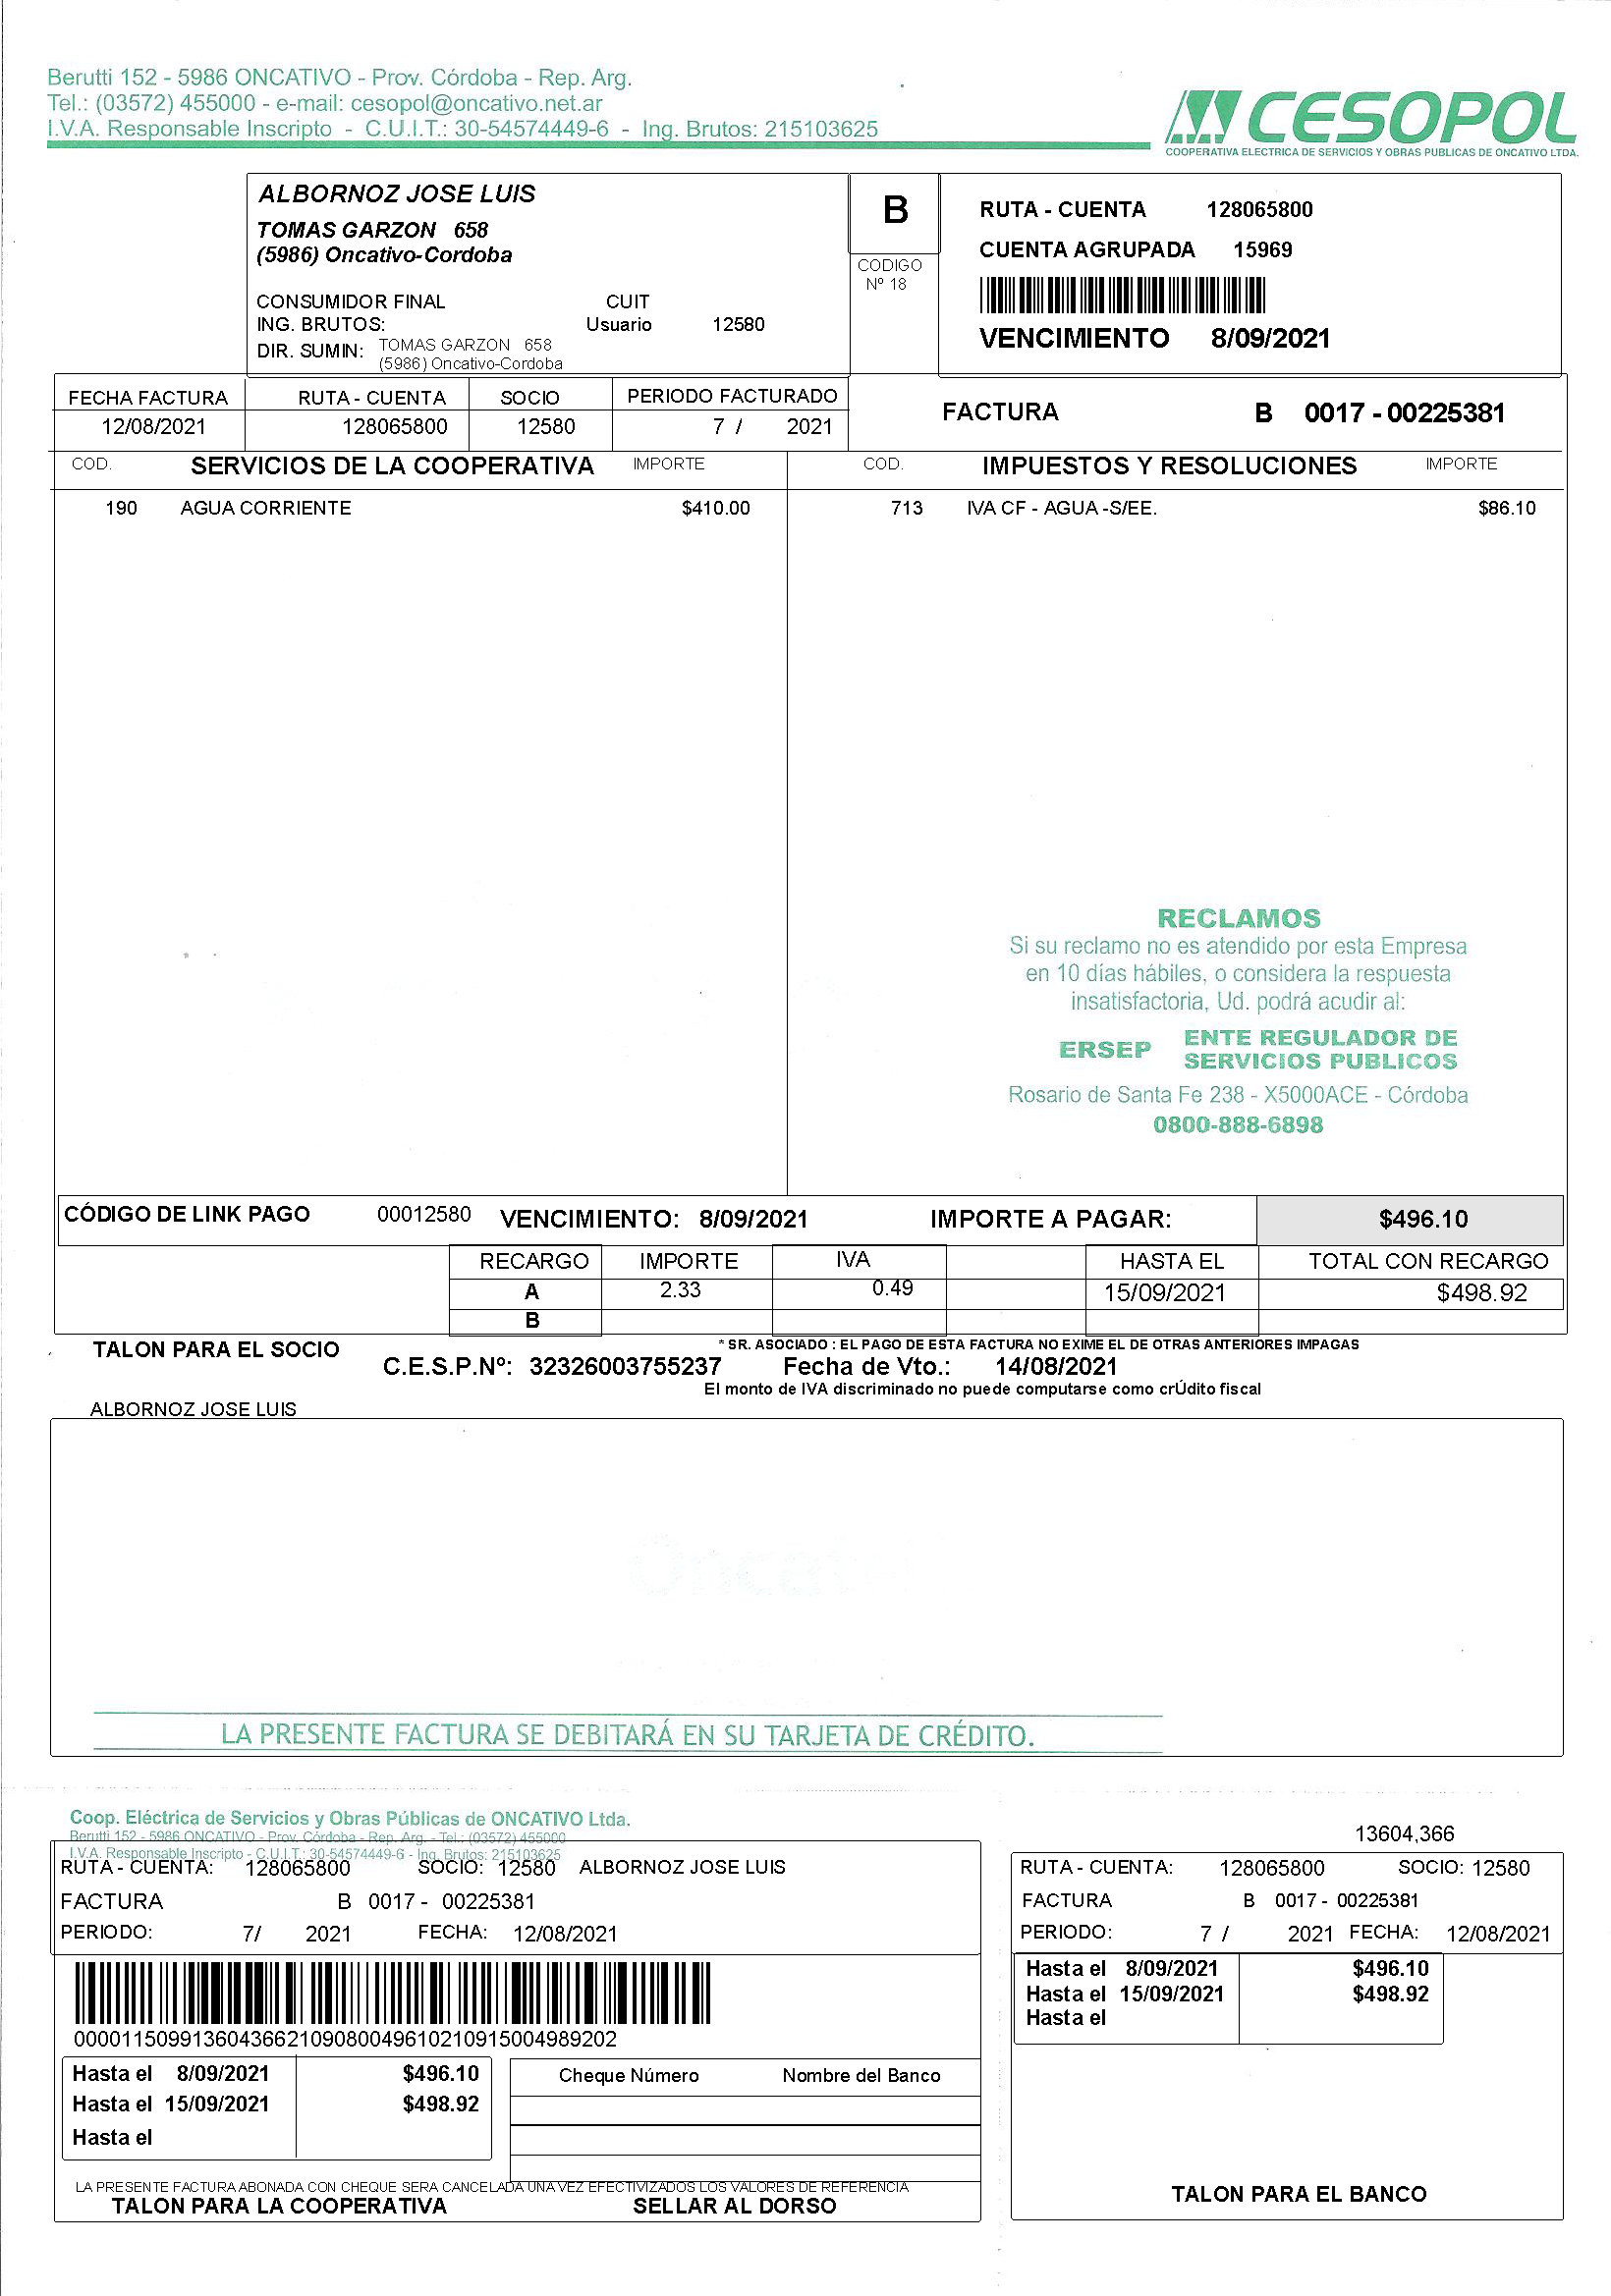 Berutti 152 - 5986 ONCATIVO - Prov. Córdoba - Rep. Arg.
Tel.: (03572) 455000 - e-mail: cesopol@oncativo.net.ar
I.V.A. Responsable Inscripto - C.U.I.T.: 30-54574449-6 - Ing. Brutos: 215103625
CESOPOL
COOPERATIVA ELECTRICA DE SERVICIOS Y OBRAS PUBLICAS DE ONCATIVO LTDA.
ALBORNOZ JOSE LUIS
TOMAS GARZON 658
(5986) Oncativo-Cordoba
CONSUMIDOR FINAL CUIT
ING. BRUTOS: Usuario 12580
DIR. SUMIN: TOMAS GARZON 658
(5986) Oncativo-Cordoba
B
CODIGO
Nº 18
RUTA - CUENTA 128065800
CUENTA AGRUPADA 15969
VENCIMIENTO 8/09/2021
FECHA FACTURA RUTA - CUENTA SOCIO PERIODO FACTURADO
12/08/2021 128065800 12580 7 / 2021
FACTURA B 0017 - 00225381
COD. SERVICIOS DE LA COOPERATIVA IMPORTE COD. IMPUESTOS Y RESOLUCIONES IMPORTE
190 AGUA CORRIENTE $410.00 713 IVA CF - AGUA -S/EE. $86.10
RECLAMOS
Si su reclamo no es atendido por esta Empresa
en 10 días hábiles, o considera la respuesta
insatisfactoria, Ud. podrá acudir al:
ERSEP ENTE REGULADOR DE
SERVICIOS PUBLICOS
Rosario de Santa Fe 238 - X5000ACE - Córdoba
0800-888-6898
CÓDIGO DE LINK PAGO 00012580 VENCIMIENTO: 8/09/2021 IMPORTE A PAGAR: $496.10
RECARGO IMPORTE IVA HASTA EL TOTAL CON RECARGO
A 2.33 0.49 15/09/2021 $498.92
B
TALON PARA EL SOCIO
* SR. ASOCIADO : EL PAGO DE ESTA FACTURA NO EXIME EL DE OTRAS ANTERIORES IMPAGAS
C.E.S.P.Nº: 32326003755237 Fecha de Vto.: 14/08/2021
El monto de IVA discriminado no puede computarse como crÚdito fiscal
ALBORNOZ JOSE LUIS
LA PRESENTE FACTURA SE DEBITARÁ EN SU TARJETA DE CRÉDITO.
Coop. Eléctrica de Servicios y Obras Públicas de ONCATIVO Ltda.
Berutti 152 - 5986 ONCATIVO - Prov. Córdoba - Rep. Arg. - Tel.: (03572) 455000
I.V.A. Responsable Inscripto - C.U.I.T.: 30-54574449-6 - Ing. Brutos: 215103625
RUTA - CUENTA: 128065800 SOCIO: 12580 ALBORNOZ JOSE LUIS
FACTURA B 0017 - 00225381
PERIODO: 7/ 2021 FECHA: 12/08/2021
00001150991360436621090800496102109150049892​02
Hasta el 8/09/2021 $496.10
Hasta el 15/09/2021 $498.92
Hasta el
Cheque Número Nombre del Banco
LA PRESENTE FACTURA ABONADA CON CHEQUE SERA CANCELADA UNA VEZ EFECTIVIZADOS LOS VALORES DE REFERENCIA
TALON PARA LA COOPERATIVA SELLAR AL DORSO
13604,366
RUTA - CUENTA: 128065800 SOCIO: 12580
FACTURA B 0017 - 00225381
PERIODO: 7 / 2021 FECHA: 12/08/2021
Hasta el 8/09/2021 $496.10
Hasta el 15/09/2021 $498.92
Hasta el
TALON PARA EL BANCO